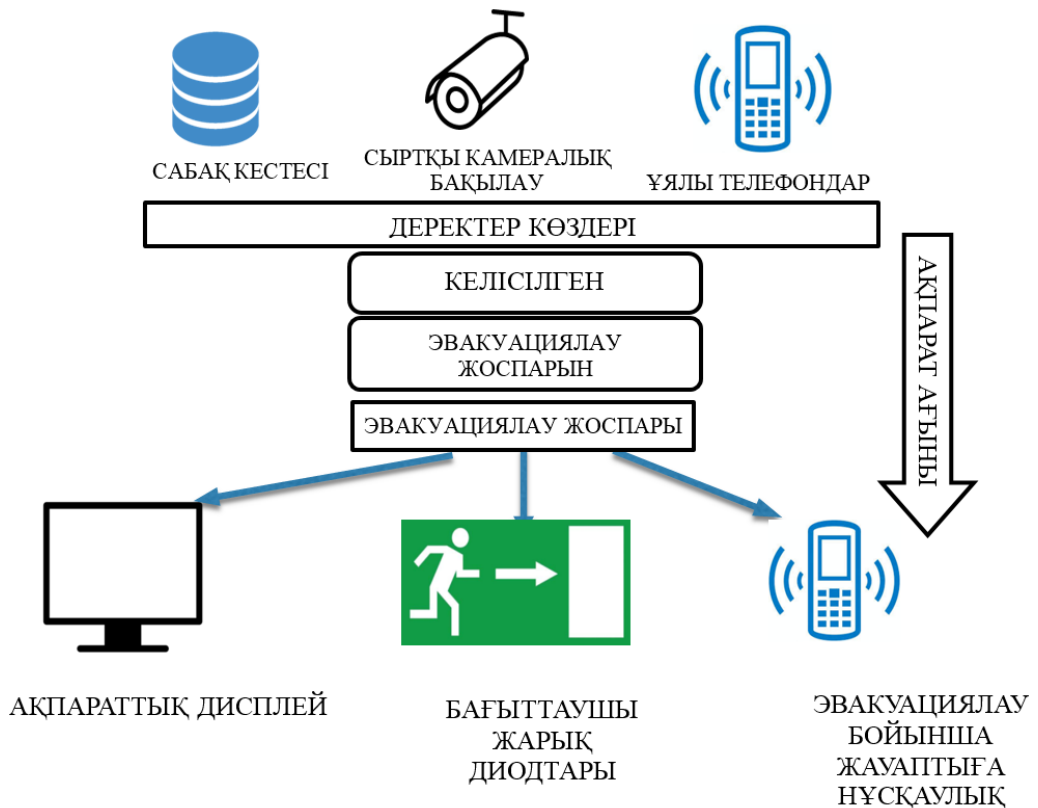 САБАҚ КЕСТЕСІ
СЫРТҚЫ КАМЕРАЛЫҚ
БАҚЫЛАУ
ҰЯЛЫ ТЕЛЕФОНДАР
ДЕРЕКТЕР КӨЗДЕРІ
КЕЛІСІЛГЕН
ЭВАКУАЦИЯЛАУ
ЖОСПАРЫН
ЭВАКУАЦИЯЛАУ ЖОСПАРЫ
АҚПАРАТ АҒЫНЫ
АҚПАРАТТЫҚ ДИСПЛЕЙ
БАҒЫТТАУШЫ
ЖАРЫҚ
ДИОДТАРЫ
ЭВАКУАЦИЯЛАУ
БОЙЫНША
ЖАУАПТЫҒА
НҰСҚАУЛЫҚ